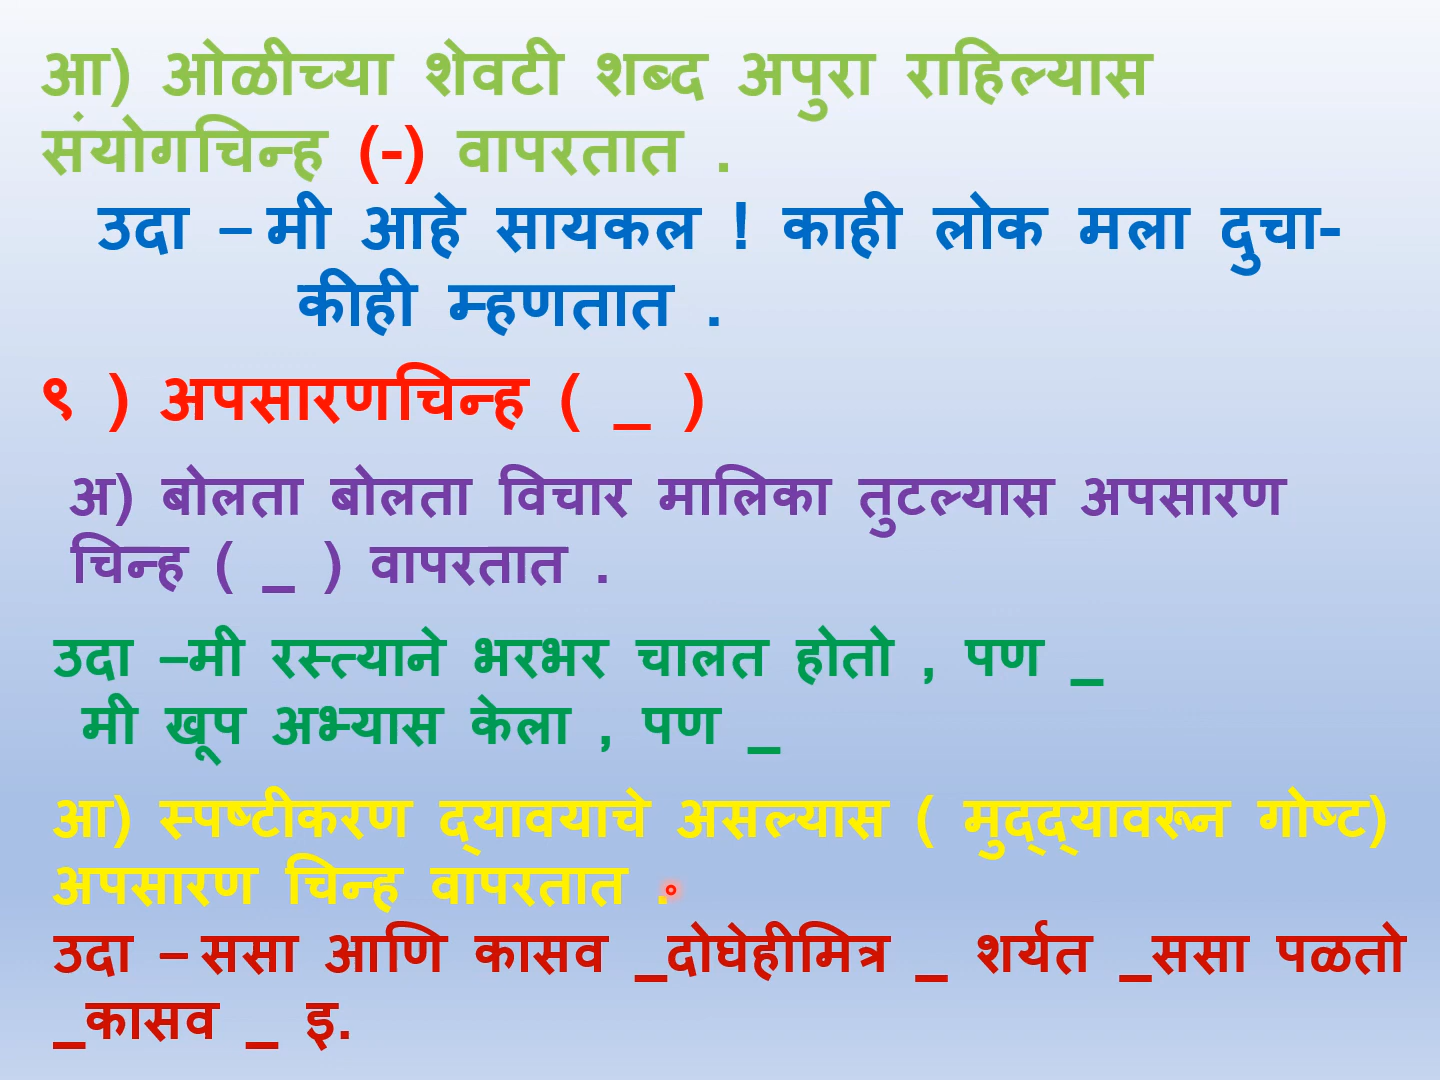 आ) ओळीच्या शेवटी शब्द अपुरा राहिल्यास
संयोगचिन्ह (-) वापरतात .
उदा – मी आहे सायकल ! काही लोक मला दुचा-
कीही म्हणतात .
९ ) अपसारणचिन्ह ( _ )
अ) बोलता बोलता विचार मालिका तुटल्यास अपसारण
चिन्ह ( _ ) वापरतात .
उदा –मी रस्त्याने भरभर चालत होतो , पण _
मी खूप अभ्यास केला , पण _
आ) स्पष्टीकरण द्यावयाचे असल्यास ( मुद्द्यावरून गोष्ट)
अपसारण चिन्ह वापरतात .
उदा – ससा आणि कासव _दोघेहीमित्र _ शर्यत _ससा पळतो
_कासव _ इ.